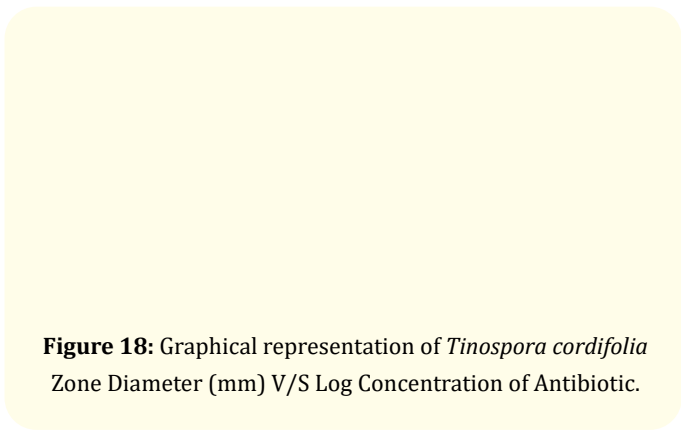 Figure 18: Graphical representation of Tinospora cordifolia
Zone Diameter (mm) V/S Log Concentration of Antibiotic.